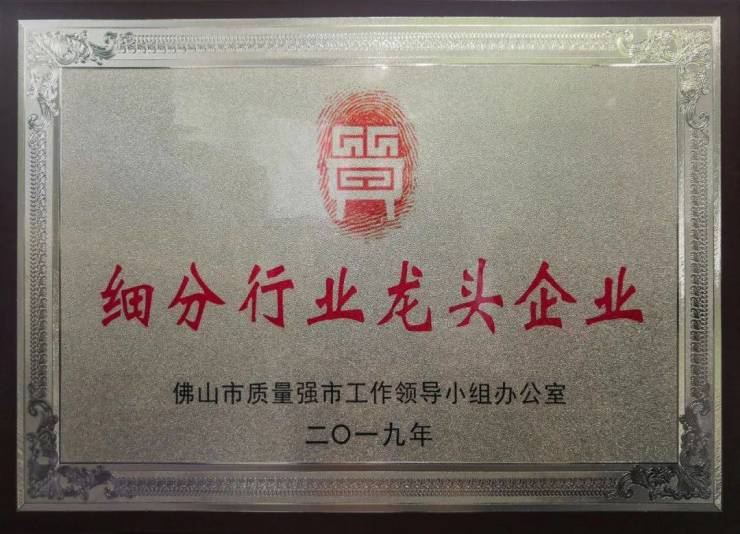 質
细分行业龙头企业
佛山市质量强市工作领导小组办公室
二〇一九年